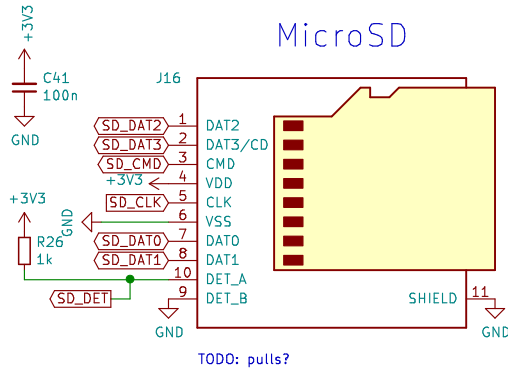 MicroSD
+3V3
C41
100n
GND
J16
SD_DAT2 1 DAT2
SD_DAT3 2 DAT3/CD
SD_CMD 3 CMD
+3V3 4 VDD
SD_CLK 5 CLK
GND 6 VSS
SD_DAT0 7 DAT0
SD_DAT1 8 DAT1
10 DET_A
9 DET_B
+3V3
R26
1k
SD_DET
GND
SHIELD 11
GND
TODO: pulls?